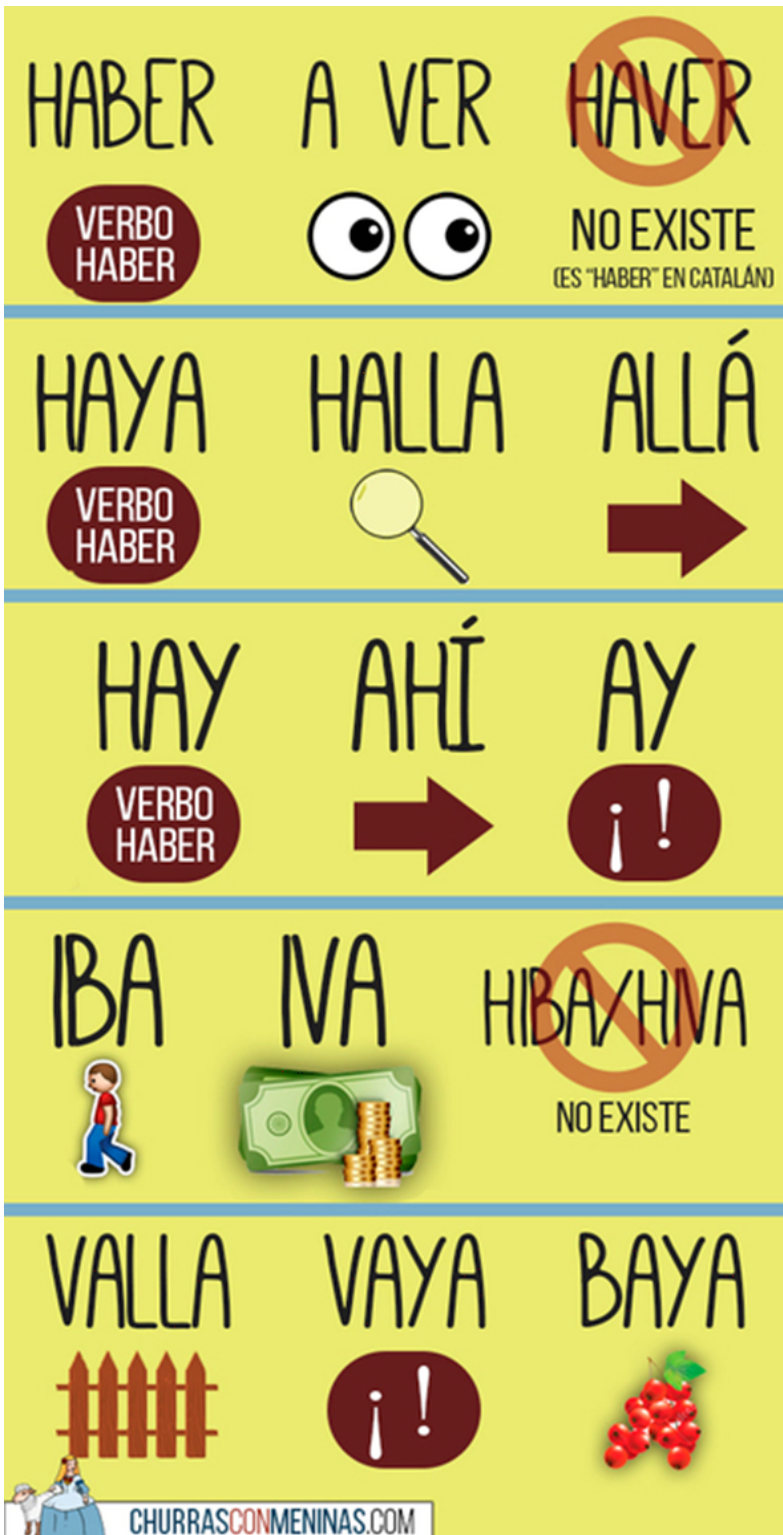 HABER A VER HAVER
VERBO HABER NO EXISTE
(ES "HABER" EN CATALÁN)
HAYA HALLA ALLÁ
VERBO HABER
HAY AHÍ AY
VERBO HABER ¡ !
IBA IVA HIBA/HIVA
NO EXISTE
VALLA VAYA BAYA
¡ !
CHURRASCONMENINAS.COM